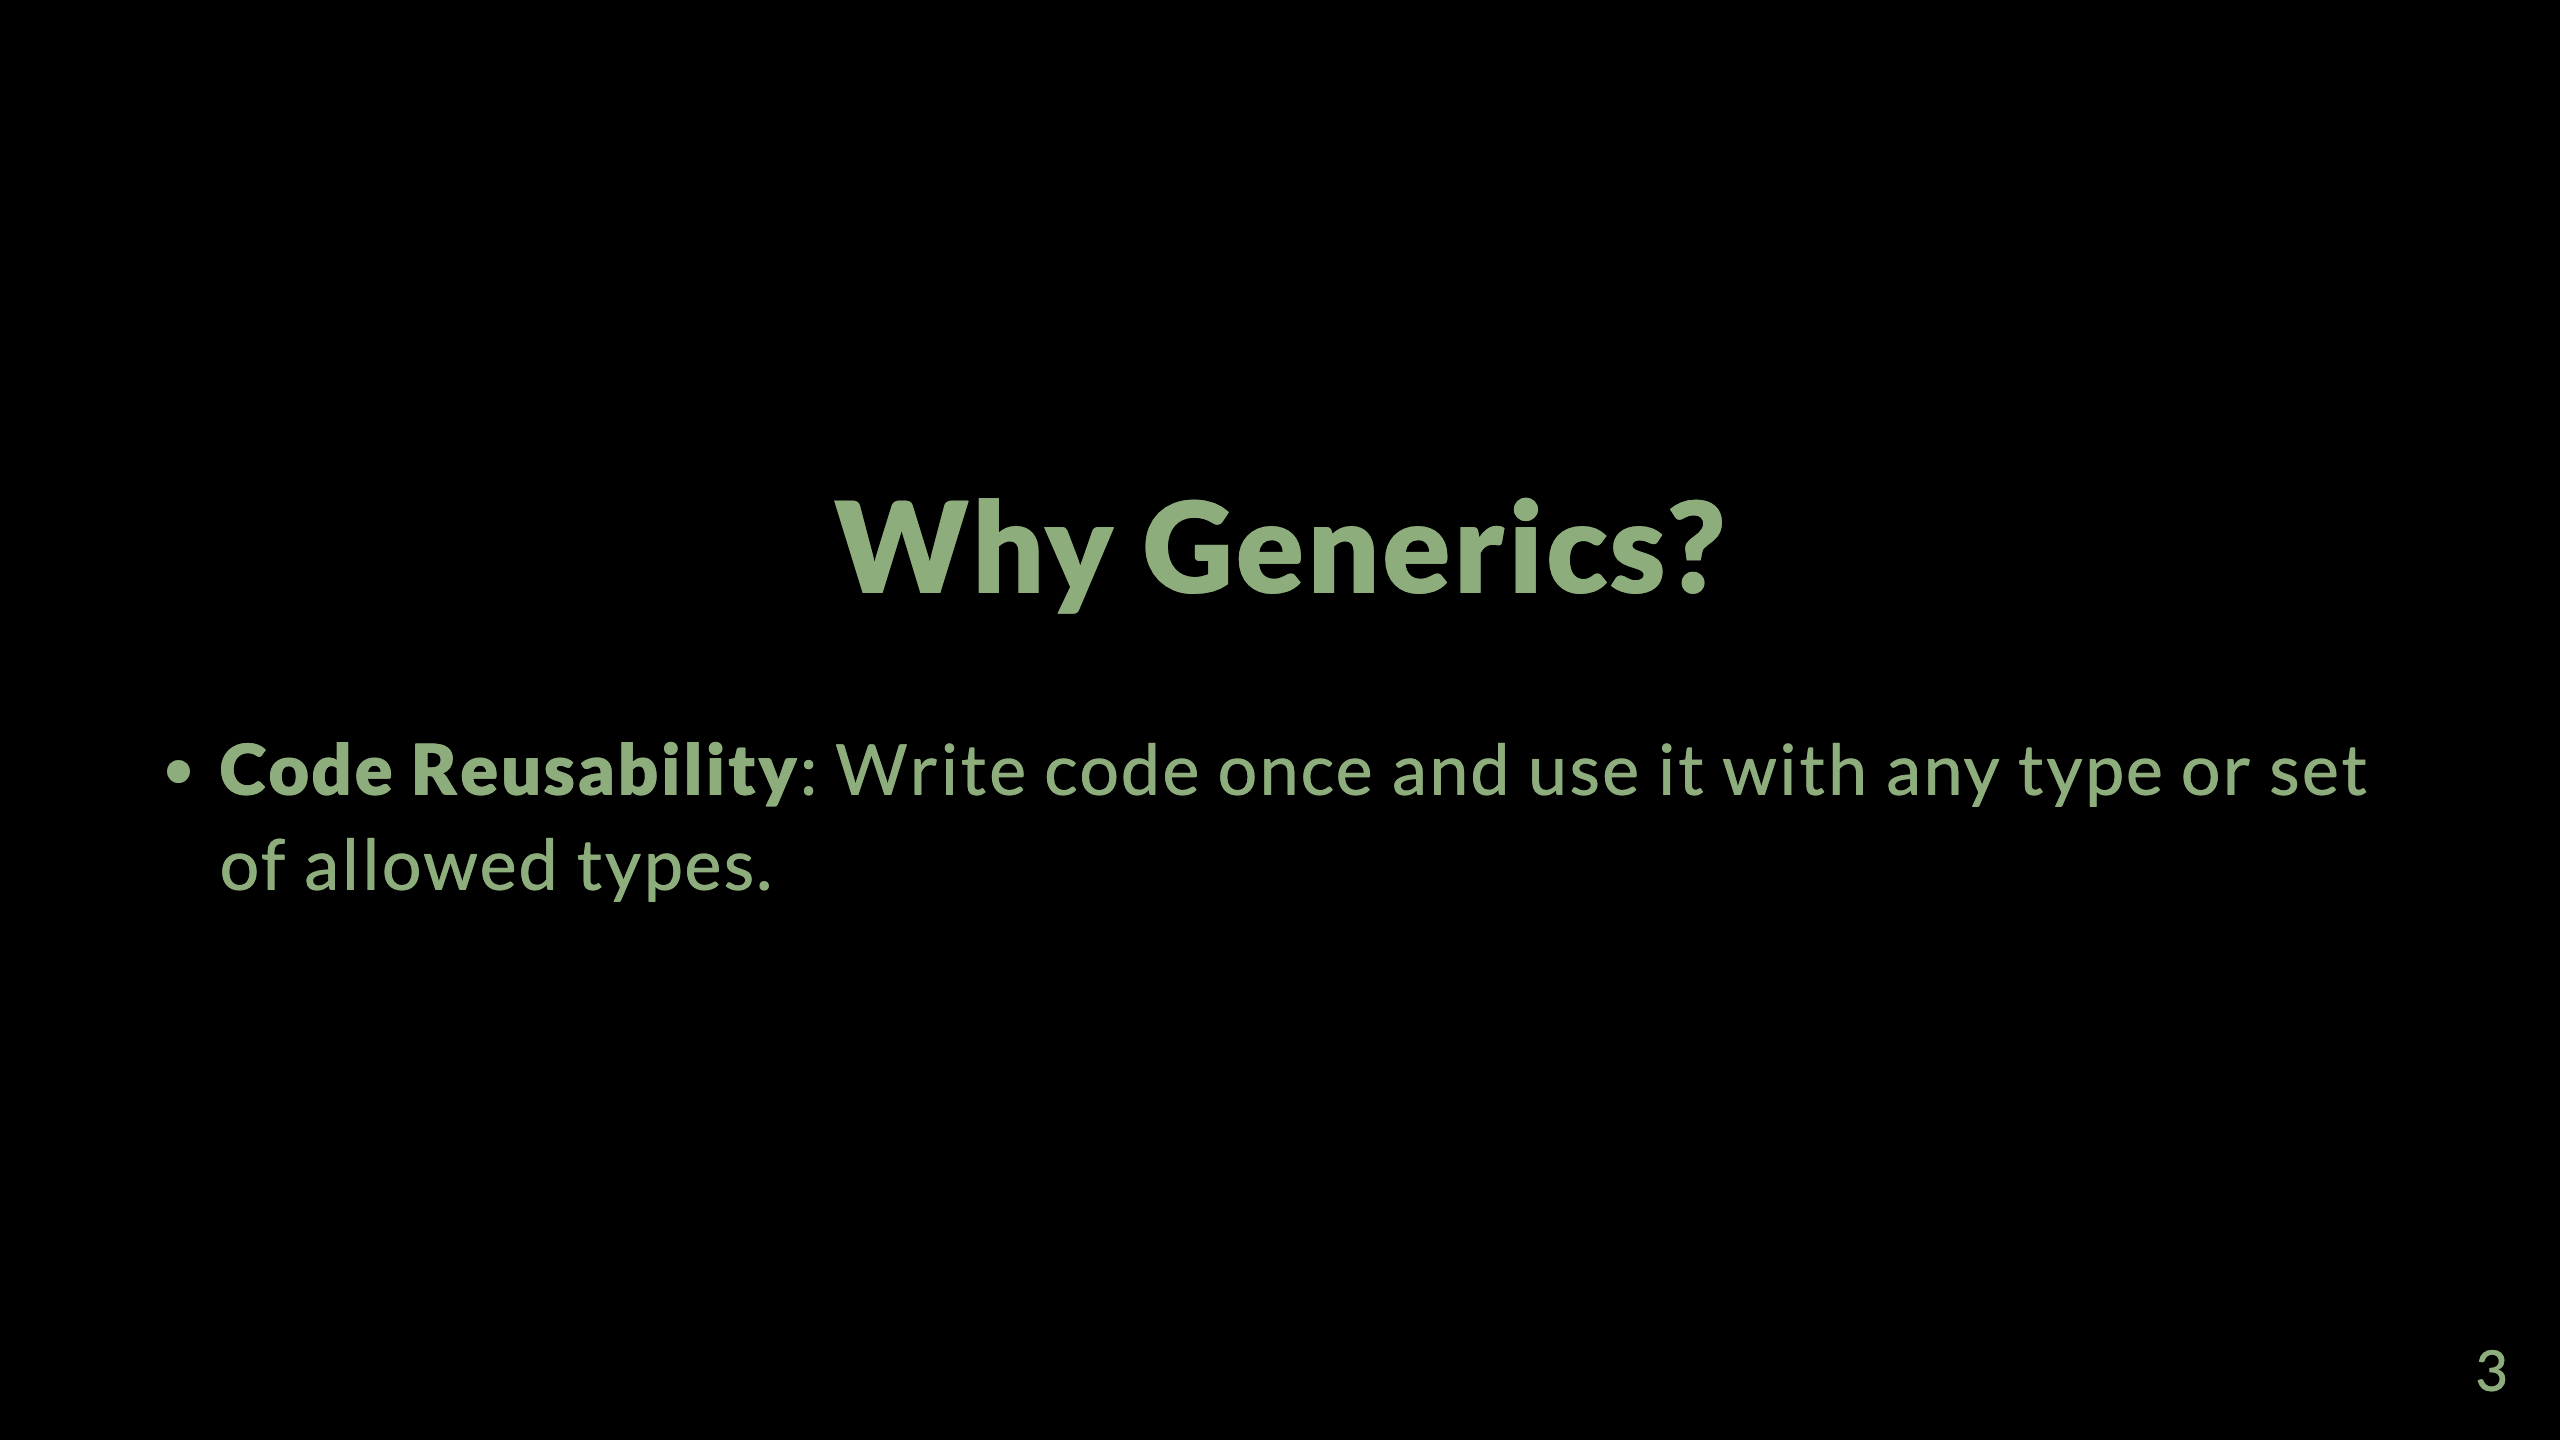 Why Generics?
• Code Reusability: Write code once and use it with any type or set
of allowed types.
3